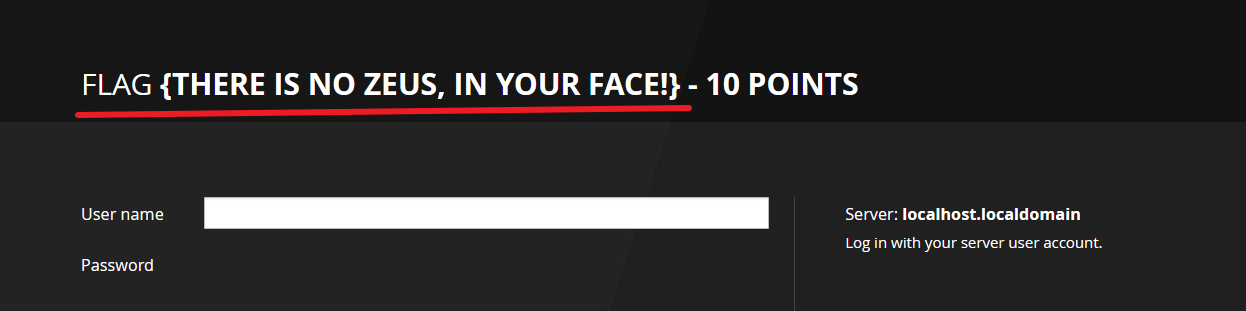 FLAG {THERE IS NO ZEUS, IN YOUR FACE!} - 10 POINTS
User name
Password
Server: localhost.localdomain
Log in with your server user account.